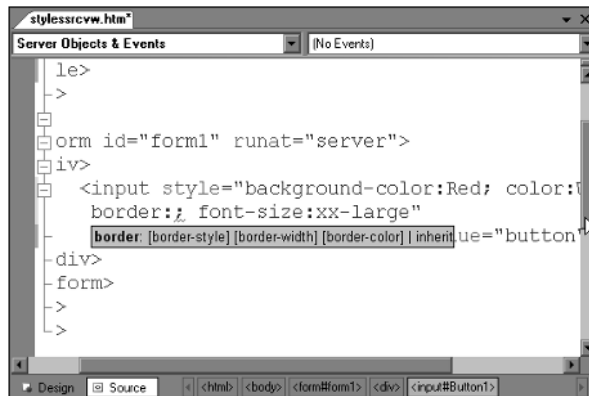 stylessrcvw.htm*
Server Objects & Events (No Events)
le>
>
orm id="form1" runat="server">
iv>
<input style="background-color:Red; color:
border:; font-size:xx-large"
border: [border-style] [border-width] [border-color] | inherit ue="button"
div>
form>
>
>
Design Source <html> <body> <form#form1> <div> <input#Button1>